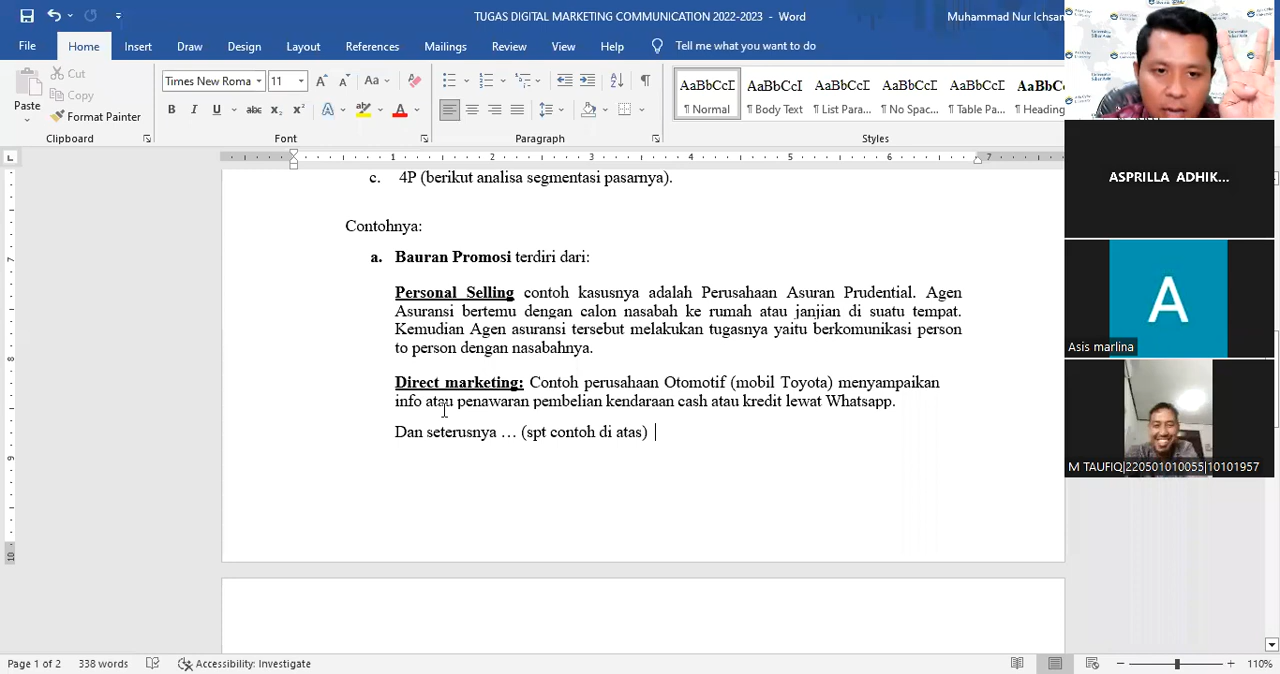 TUGAS DIGITAL MARKETING COMMUNICATION 2022-2023 - Word
Muhammad Nur Ichsan
File Home Insert Draw Design Layout References Mailings Review View Help Tell me what you want to do
Paste
Cut
Copy
Format Painter
Clipboard
Times New Roma 11
Font
Paragraph
AaBbCcI AaBbCcI AaBbCcI AaBbCcI AaBbCcI AaBbC
¶ Normal ¶ Body Text ¶ List Para... ¶ No Spac... ¶ Table Pa... ¶ Heading
Styles
1 2 3 4 5 6 7
c. 4P (berikut analisa segmentasi pasarnya).
Contohnya:
a. Bauran Promosi terdiri dari:
Personal Selling contoh kasusnya adalah Perusahaan Asuran Prudential. Agen
Asuransi bertemu dengan calon nasabah ke rumah atau janjian di suatu tempat.
Kemudian Agen asuransi tersebut melakukan tugasnya yaitu berkomunikasi person
to person dengan nasabahnya.
Direct marketing: Contoh perusahaan Otomotif (mobil Toyota) menyampaikan
info atau penawaran pembelian kendaraan cash atau kredit lewat Whatsapp.
Dan seterusnya … (spt contoh di atas)
ASPRILLA ADHIK...
A
Asis marlina
M TAUFIQ|220501010055|10101957
Page 1 of 2 338 words Accessibility: Investigate 110%